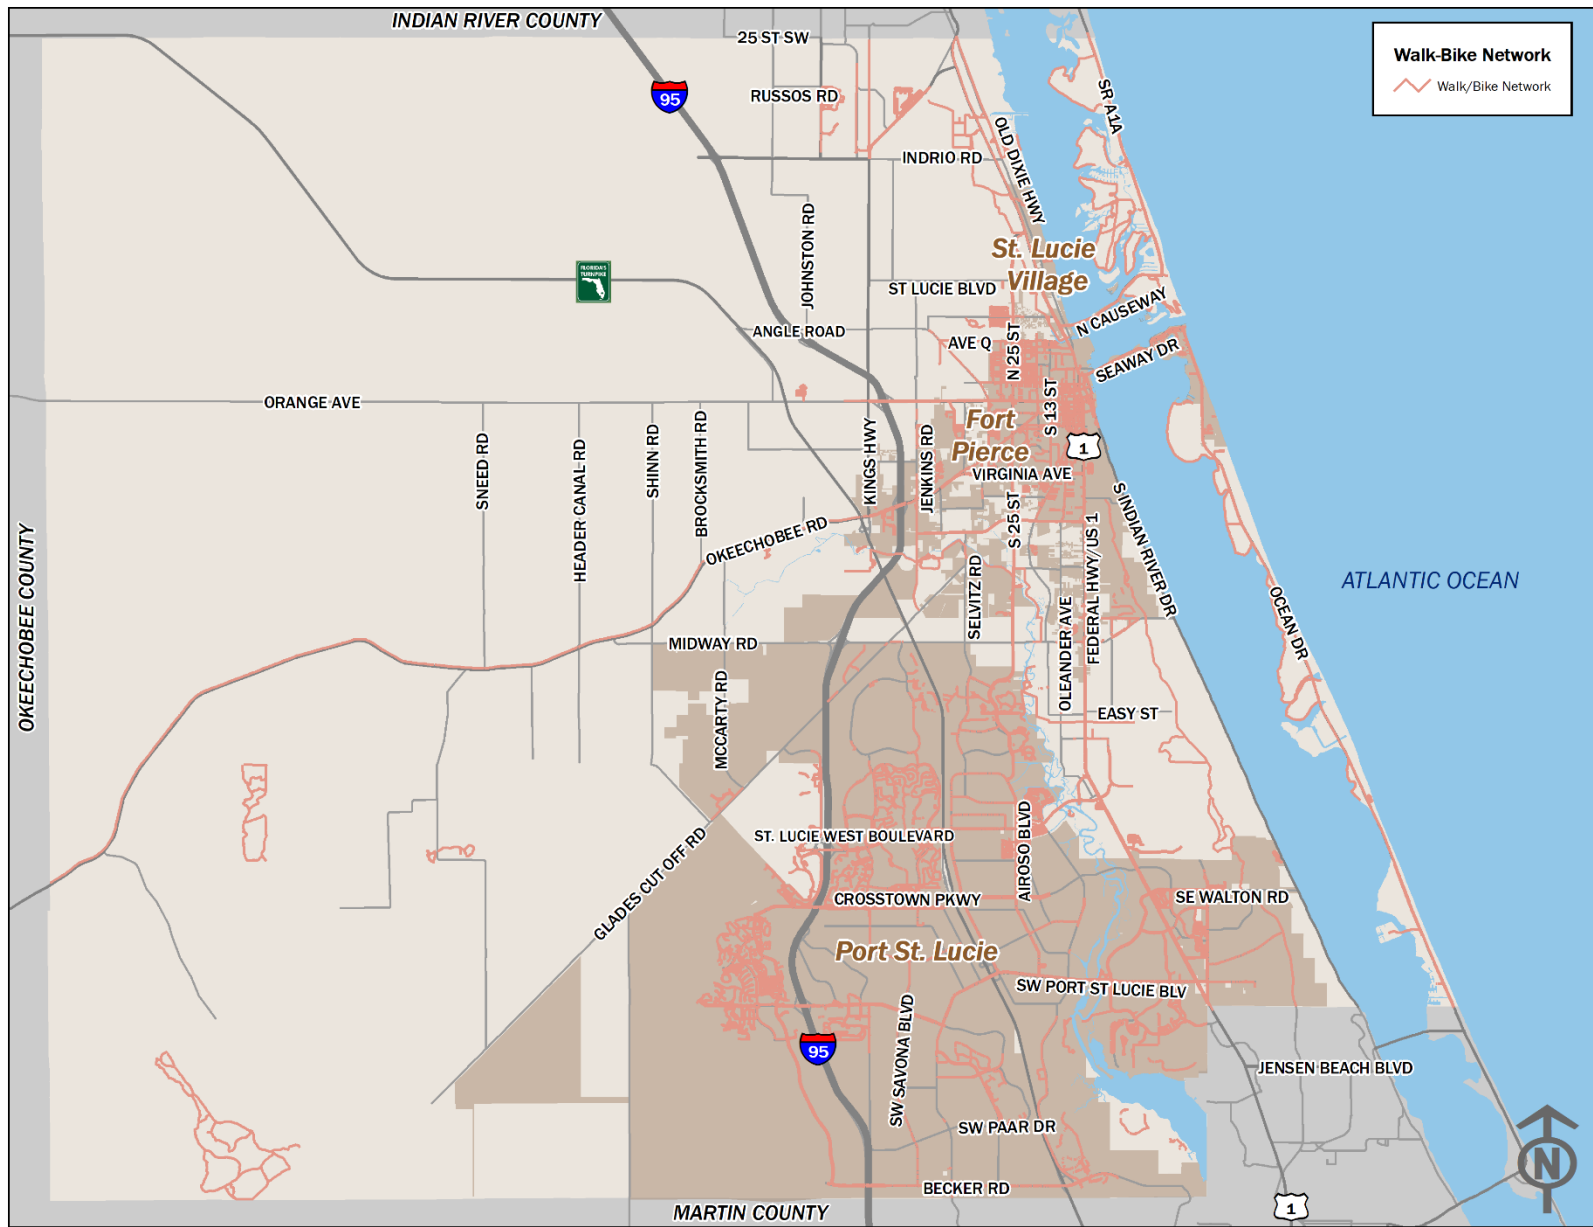 INDIAN RIVER COUNTY
Walk-Bike Network
Walk/Bike Network
25 ST SW
95
RUSSOS RD
SR A1A
OLD DIXIE HWY
INDRIO RD
JOHNSTON RD
St. Lucie
Village
FLORIDA'S
TURNPIKE
ST LUCIE BLVD
N CAUSEWAY
ANGLE ROAD
AVE Q
N 25 ST
SEAWAY DR
ORANGE AVE
S 13 ST
Fort
Pierce
1
SNEED RD
HEADER CANAL RD
SHINN RD
BROCKSMITH RD
KINGS HWY
JENKINS RD
VIRGINIA AVE
S 25 ST
S INDIAN RIVER DR
OKEECHOBEE RD
FEDERAL HWY/US 1
OKEECHOBEE COUNTY
ATLANTIC OCEAN
SELVITZ RD
OLEANDER AVE
OCEAN DR
MIDWAY RD
MCCARTY RD
EASY ST
GLADES CUT OFF RD
ST. LUCIE WEST BOULEVARD
AIROSO BLVD
CROSSTOWN PKWY
SE WALTON RD
Port St. Lucie
SW PORT ST LUCIE BLV
95
SW SAVONA BLVD
JENSEN BEACH BLVD
SW PAAR DR
N
BECKER RD
MARTIN COUNTY
1